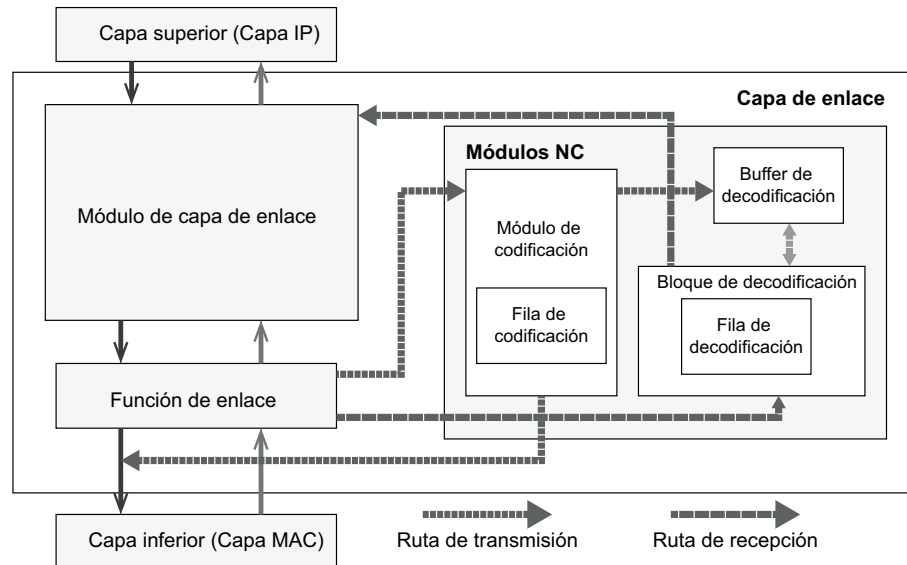 Capa superior (Capa IP)
Capa de enlace
Módulo de capa de enlace
Módulos NC
Módulo de
codificación
Fila de
codificación
Buffer de
decodificación
Bloque de decodificación
Fila de
decodificación
Función de enlace
Capa inferior (Capa MAC)
Ruta de transmisión
Ruta de recepción